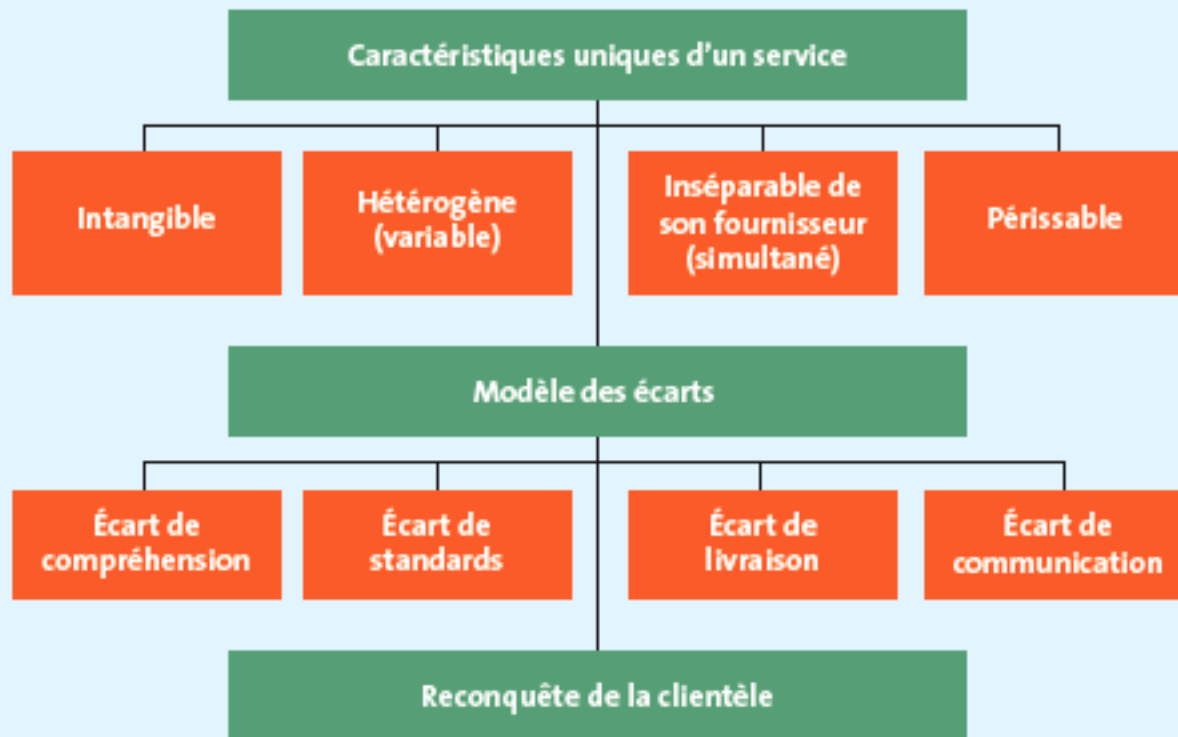 Caractéristiques uniques d'un service
Intangible
Hétérogène
(variable)
Inséparable de
son fournisseur
(simultané)
Périssable
Modèle des écarts
Écart de
compréhension
Écart de
standards
Écart de
livraison
Écart de
communication
Reconquête de la clientèle